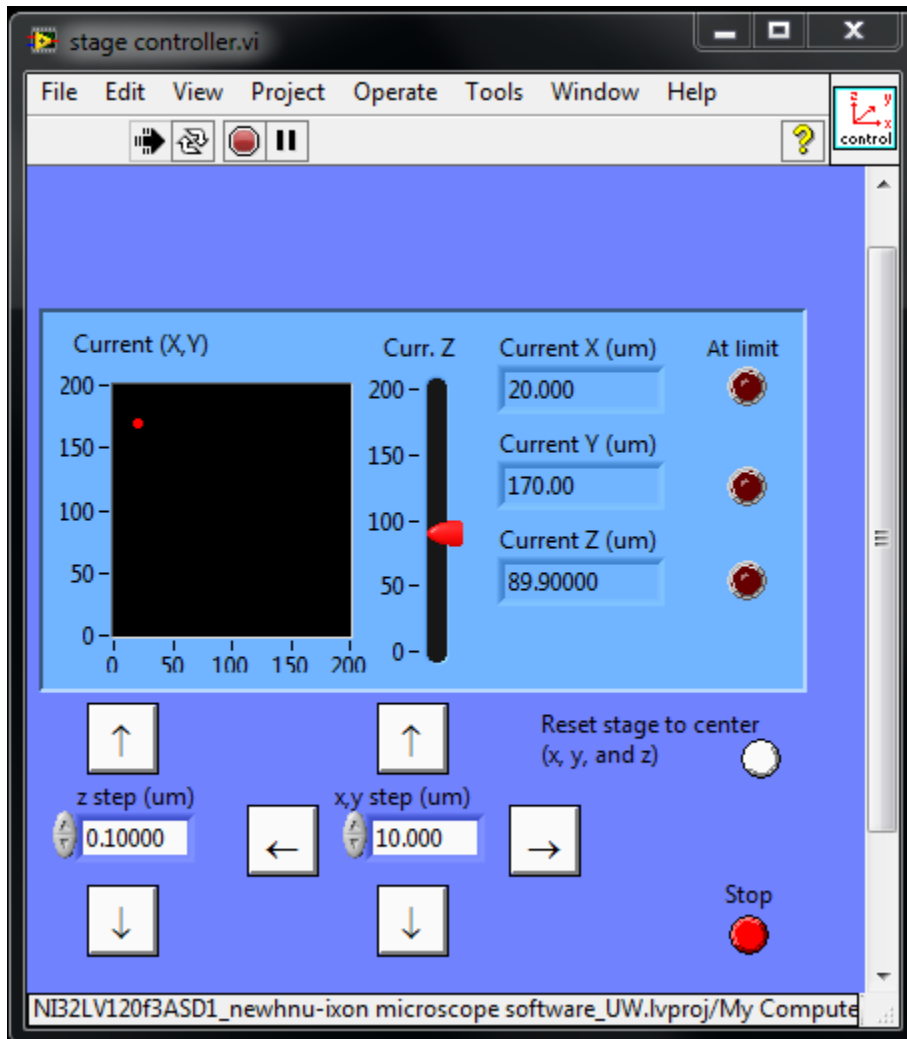 stage controller.vi
File Edit View Project Operate Tools Window Help
z y
x
control
Current (X,Y)
200
150
100
50
0
0 50 100 150 200
Curr. Z
200
150
100
50
0
Current X (um)
20.000
Current Y (um)
170.00
Current Z (um)
89.90000
At limit
Reset stage to center
(x, y, and z)
z step (um)
0.10000
x,y step (um)
10.000
Stop
NI32LV120f3ASD1_newhnu-ixon microscope software_UW.lvproj/My Compute